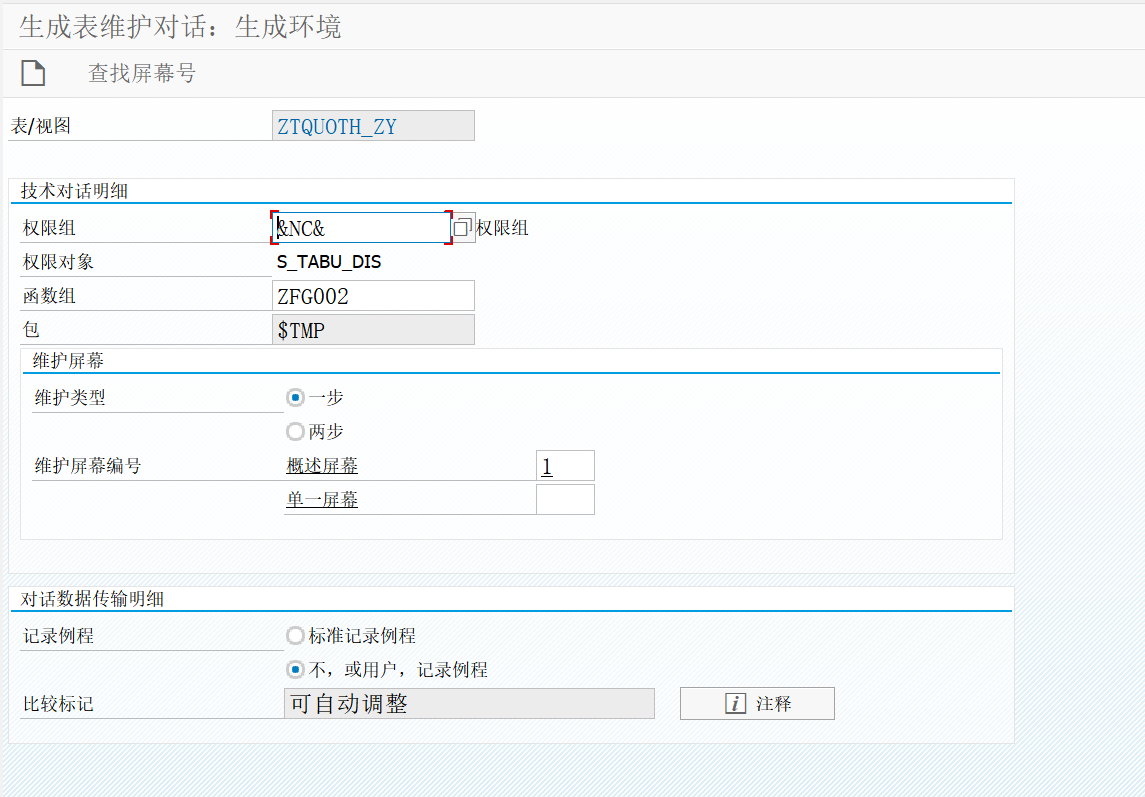 生成表维护对话：生成环境
查找屏幕号
表/视图 ZTQUOTH_ZY
技术对话明细
权限组 &NC& 权限组
权限对象 S_TABU_DIS
函数组 ZFG002
包 $TMP
维护屏幕
维护类型 一步
两步
维护屏幕编号 概述屏幕 1
单一屏幕
对话数据传输明细
记录例程 标准记录例程
不，或用户，记录例程
比较标记 可自动调整 i 注释